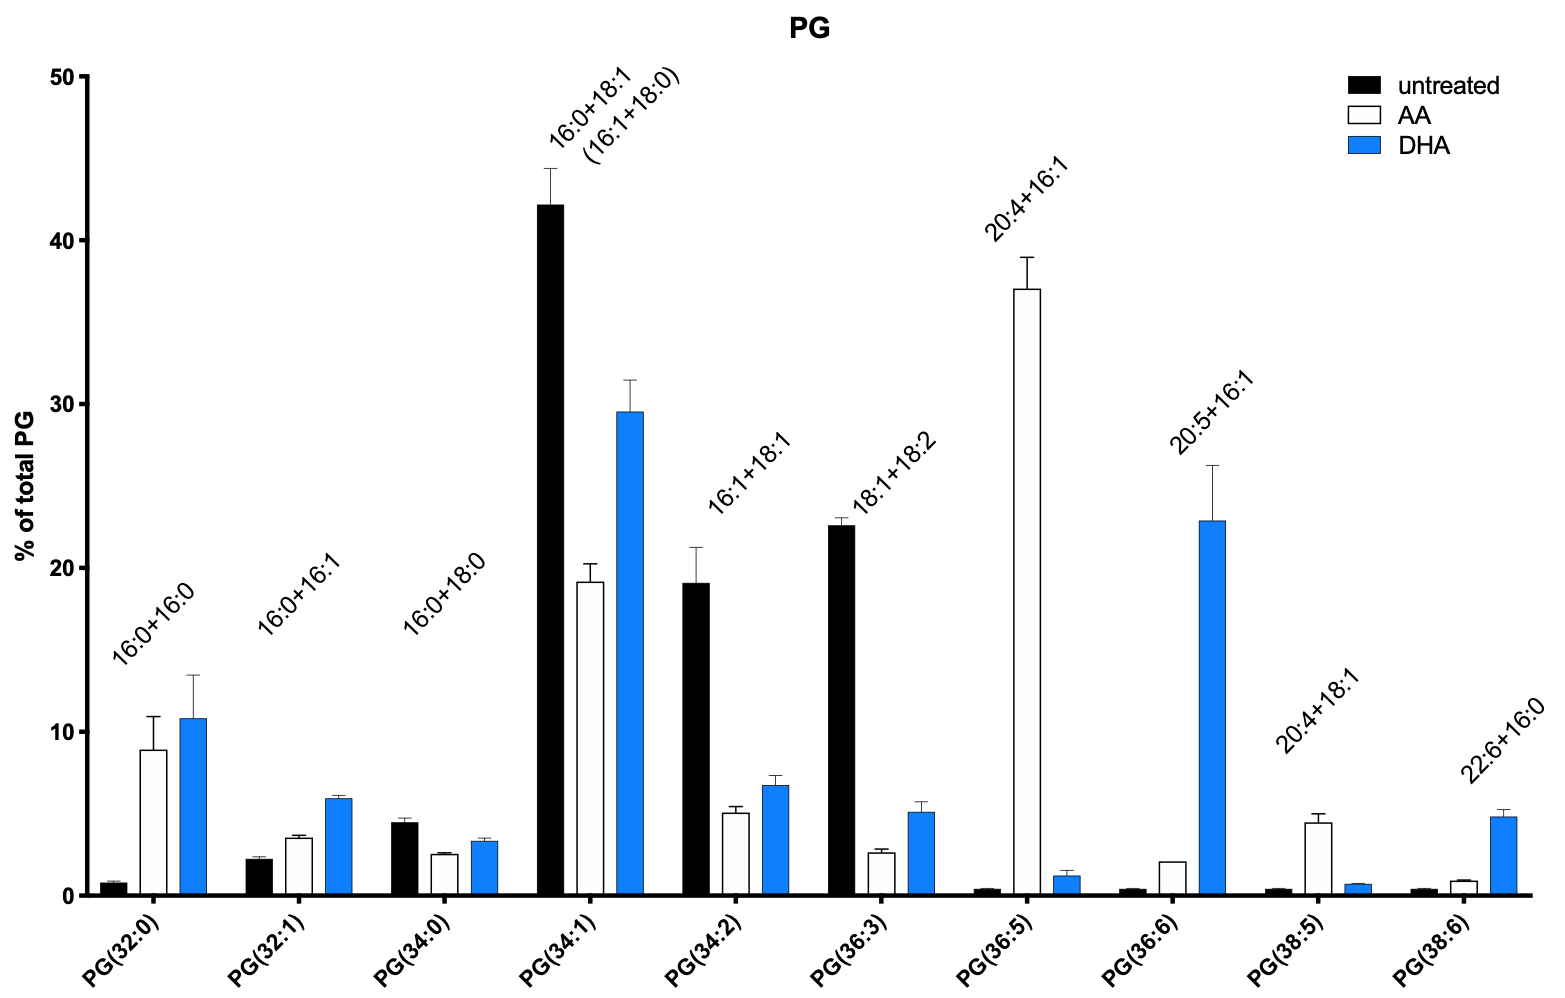 PG
50
40
30
20
10
0
% of total PG
untreated
AA
DHA
16:0+16:0
16:0+16:1
16:0+18:0
16:0+18:1
(16:1+18:0)
16:1+18:1
18:1+18:2
20:4+16:1
20:5+16:1
20:4+18:1
22:6+16:0
PG(32:0)
PG(32:1)
PG(34:0)
PG(34:1)
PG(34:2)
PG(36:3)
PG(36:5)
PG(36:6)
PG(38:5)
PG(38:6)